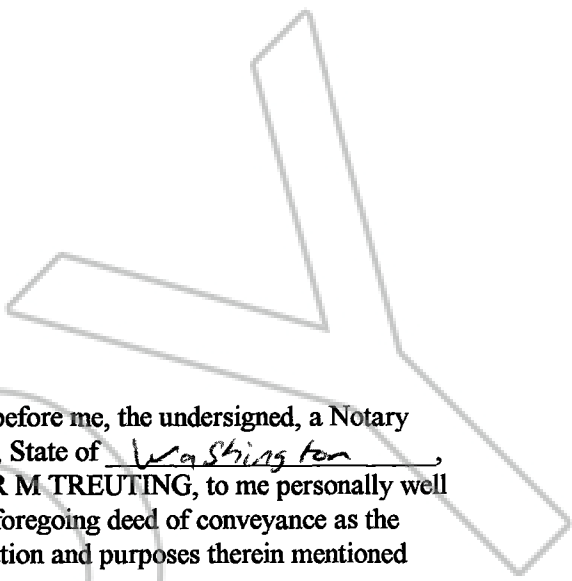 before me, the undersigned, a Notary
, State of Washington,
R M TREUTING, to me personally well
foregoing deed of conveyance as the
tion and purposes therein mentioned